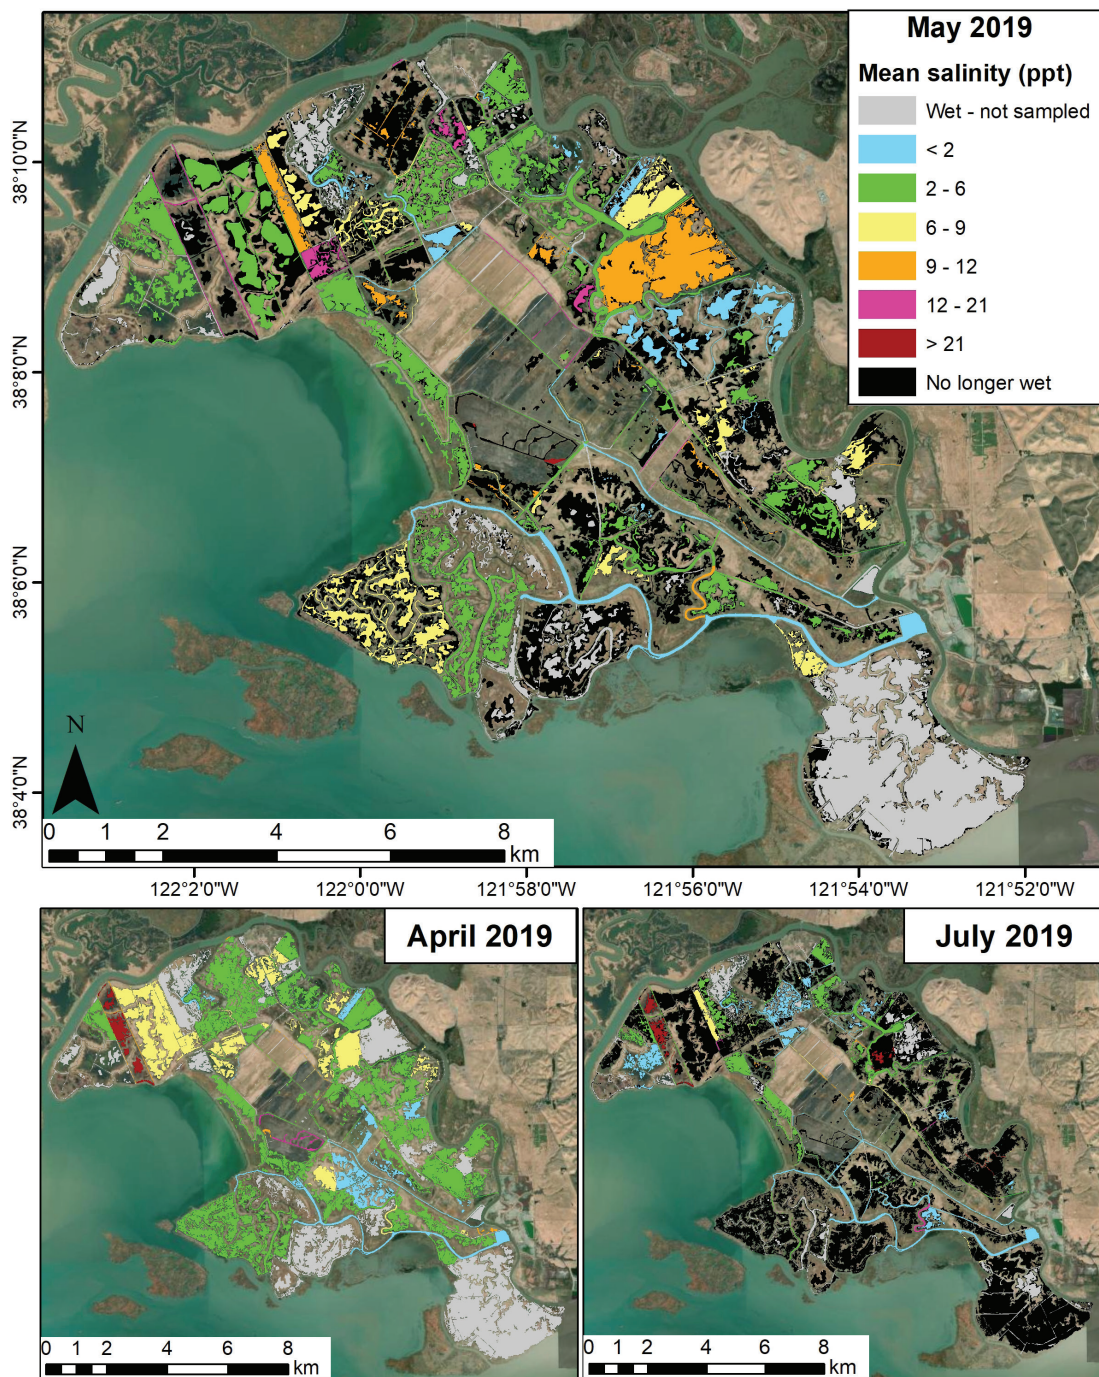 May 2019
Mean salinity (ppt)
Wet - not sampled
< 2
2 - 6
6 - 9
9 - 12
12 - 21
> 21
No longer wet
38°10'0"N
38°8'0"N
38°6'0"N
38°4'0"N
N
0 1 2 4 6 8
km
122°2'0"W 122°0'0"W 121°58'0"W 121°56'0"W 121°54'0"W 121°52'0"W
April 2019
0 1 2 4 6 8
km
July 2019
0 1 2 4 6 8
km